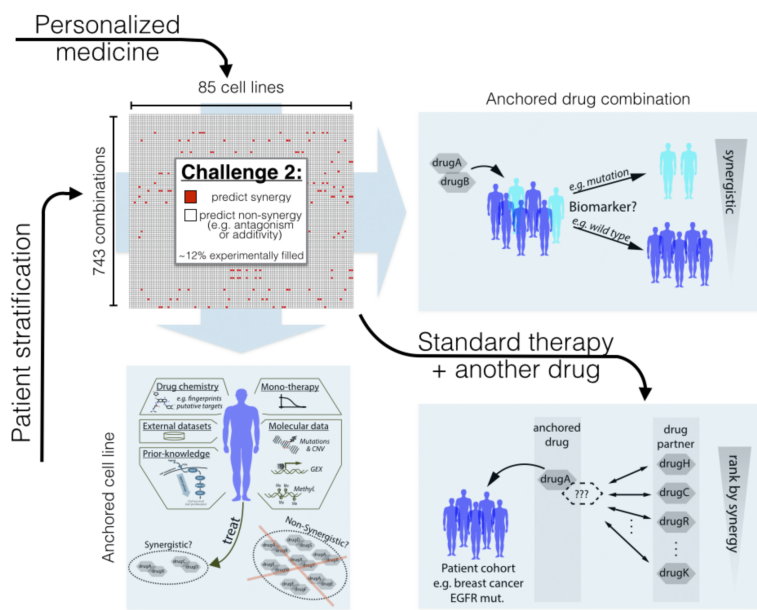 Personalized
medicine
85 cell lines
743 combinations
Patient stratification
Challenge 2:
predict synergy
predict non-synergy
(e.g. antagonism
or additivity)
~12% experimentally filled
Anchored drug combination
drugA
drugB
e.g. mutation
Biomarker?
e.g. wild type
synergistic
Standard therapy
+ another drug
Anchored cell line
Drug chemistry
e.g. fingerprints
putative targets
Mono-therapy
External datasets
Molecular data
Mutations
& CNV
Prior-knowledge
GEX
Methyl.
treat
Synergistic?
Non-Synergistic?
anchored
drug
drug
partner
drugA
???
drugH
drugC
drugR
drugK
rank by synergy
Patient cohort
e.g. breast cancer
EGFR mut.